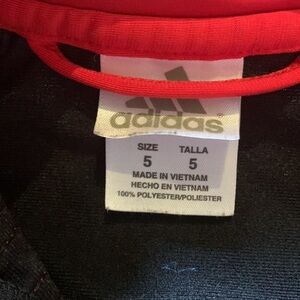 adidas
SIZE TALLA
5 5
MADE IN VIETNAM
HECHO EN VIETNAM
100% POLYESTER/POLIESTER